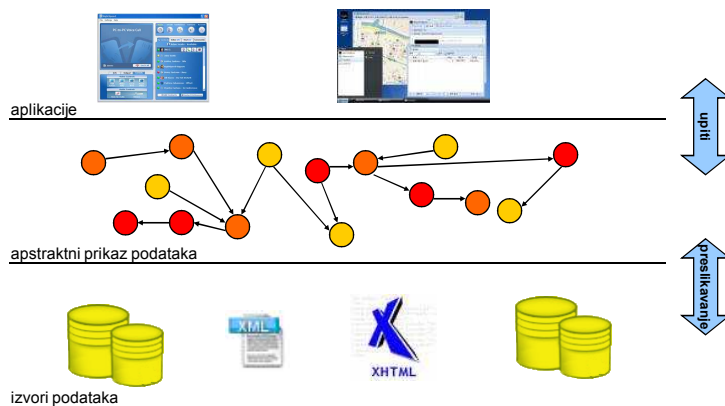 aplikacije
upiti
apstraktni prikaz podataka
preslikavanje
XML
XHTML
izvori podataka